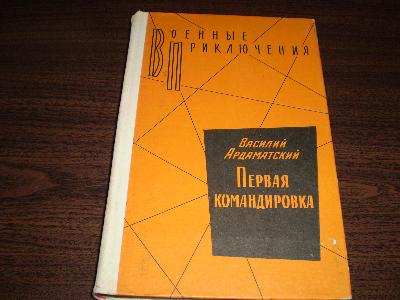 Военные
Приключения
Василий
Ардаматский
Первая
командировка